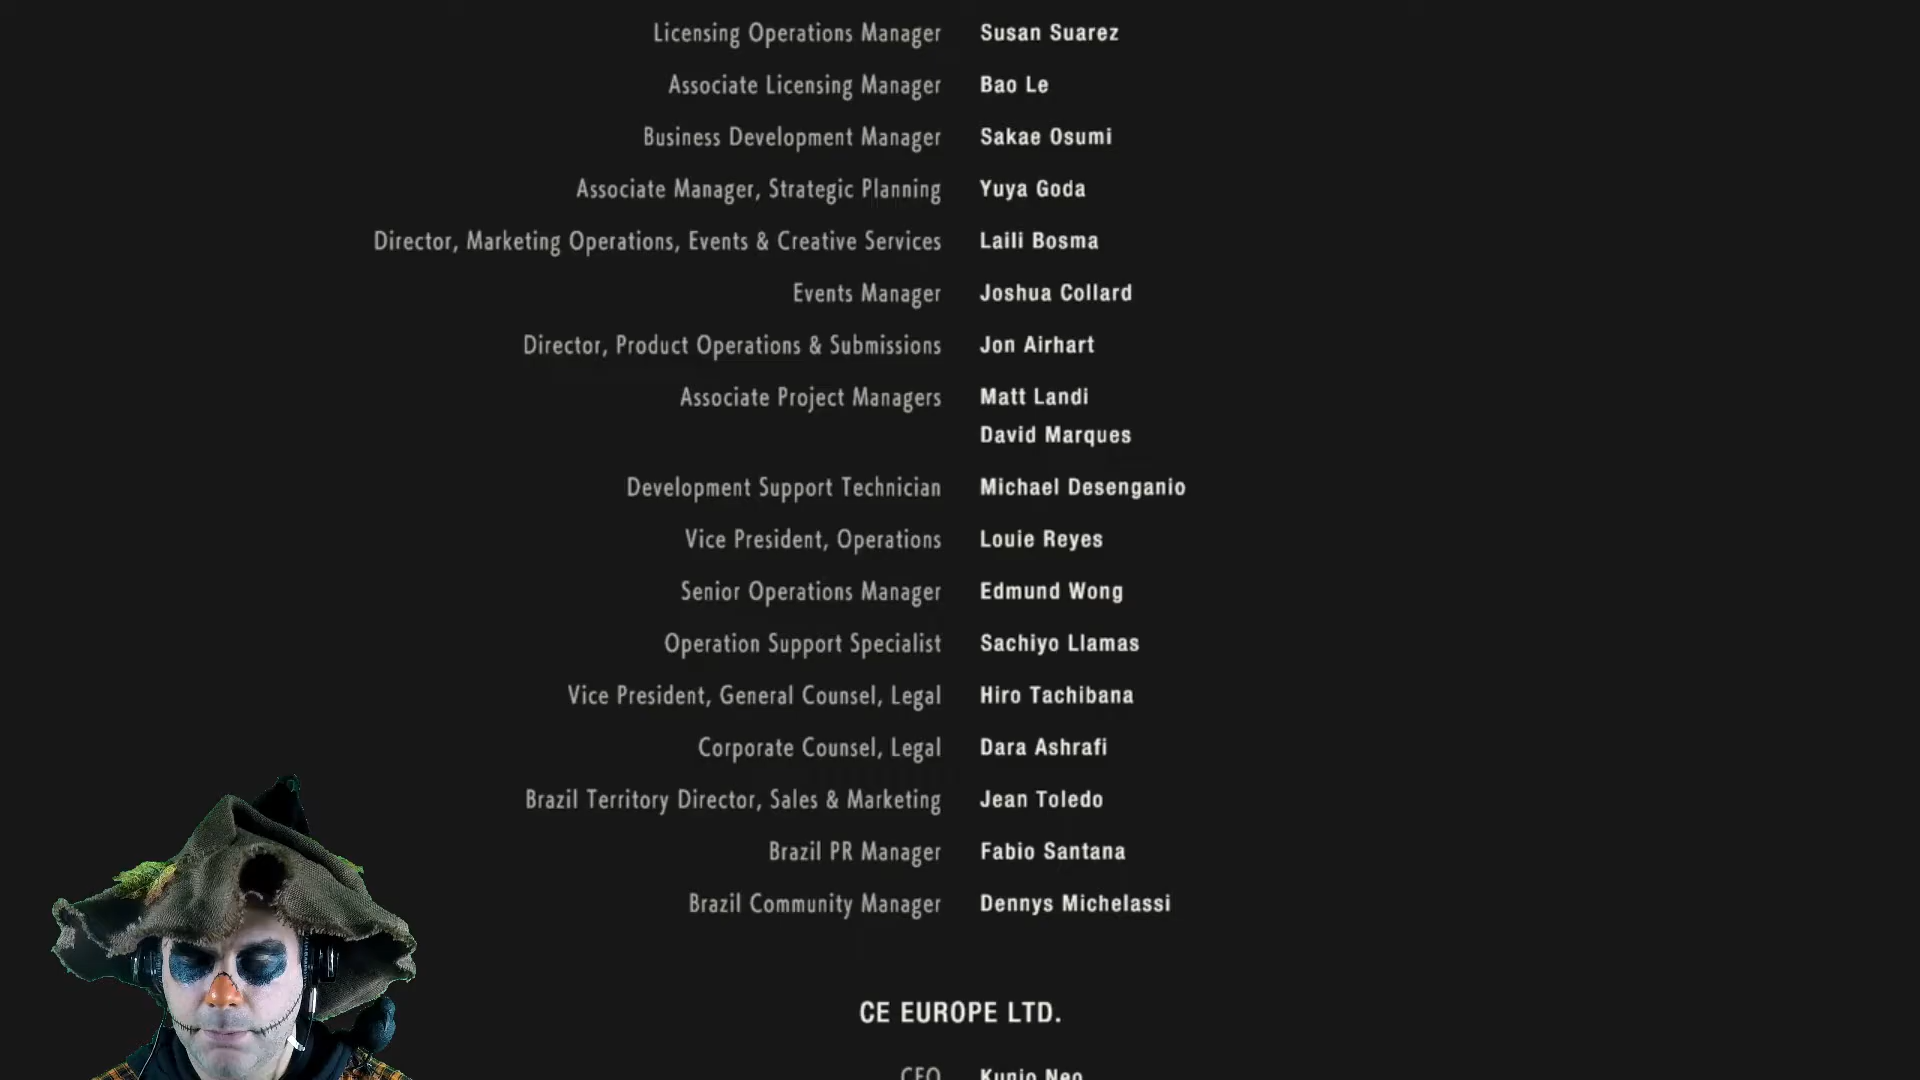 Licensing Operations Manager Susan Suarez
Associate Licensing Manager Bao Le
Business Development Manager Sakae Osumi
Associate Manager, Strategic Planning Yuya Goda
Director, Marketing Operations, Events & Creative Services Laili Bosma
Events Manager Joshua Collard
Director, Product Operations & Submissions Jon Airhart
Associate Project Managers Matt Landi
David Marques
Development Support Technician Michael Desenganio
Vice President, Operations Louie Reyes
Senior Operations Manager Edmund Wong
Operation Support Specialist Sachiyo Llamas
Vice President, General Counsel, Legal Hiro Tachibana
Corporate Counsel, Legal Dara Ashrafi
Brazil Territory Director, Sales & Marketing Jean Toledo
Brazil PR Manager Fabio Santana
Brazil Community Manager Dennys Michelassi
CE EUROPE LTD.
CEO Kunio Neo